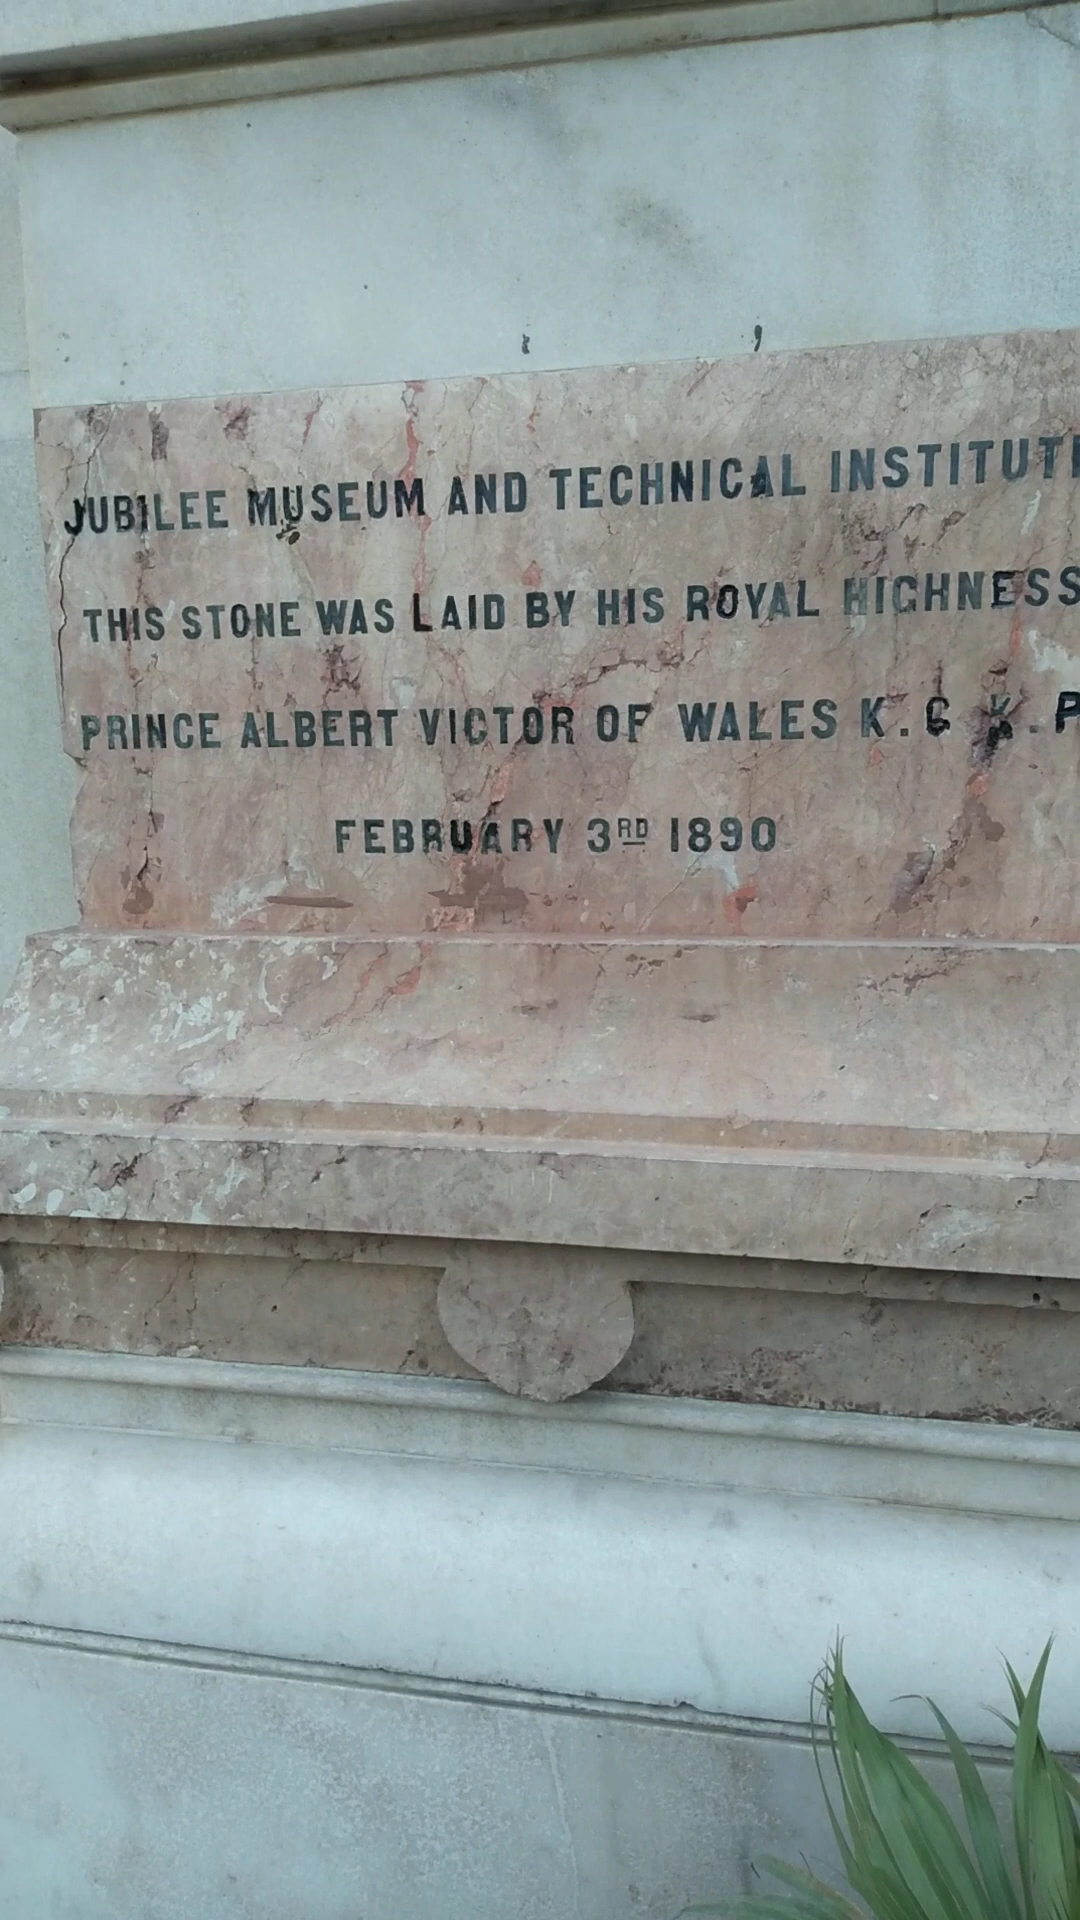 JUBILEE MUSEUM AND TECHNICAL INSTITUT
THIS STONE WAS LAID BY HIS ROYAL HIGHNESS
PRINCE ALBERT VICTOR OF WALES K.G K.P
FEBRUARY 3RD 1890